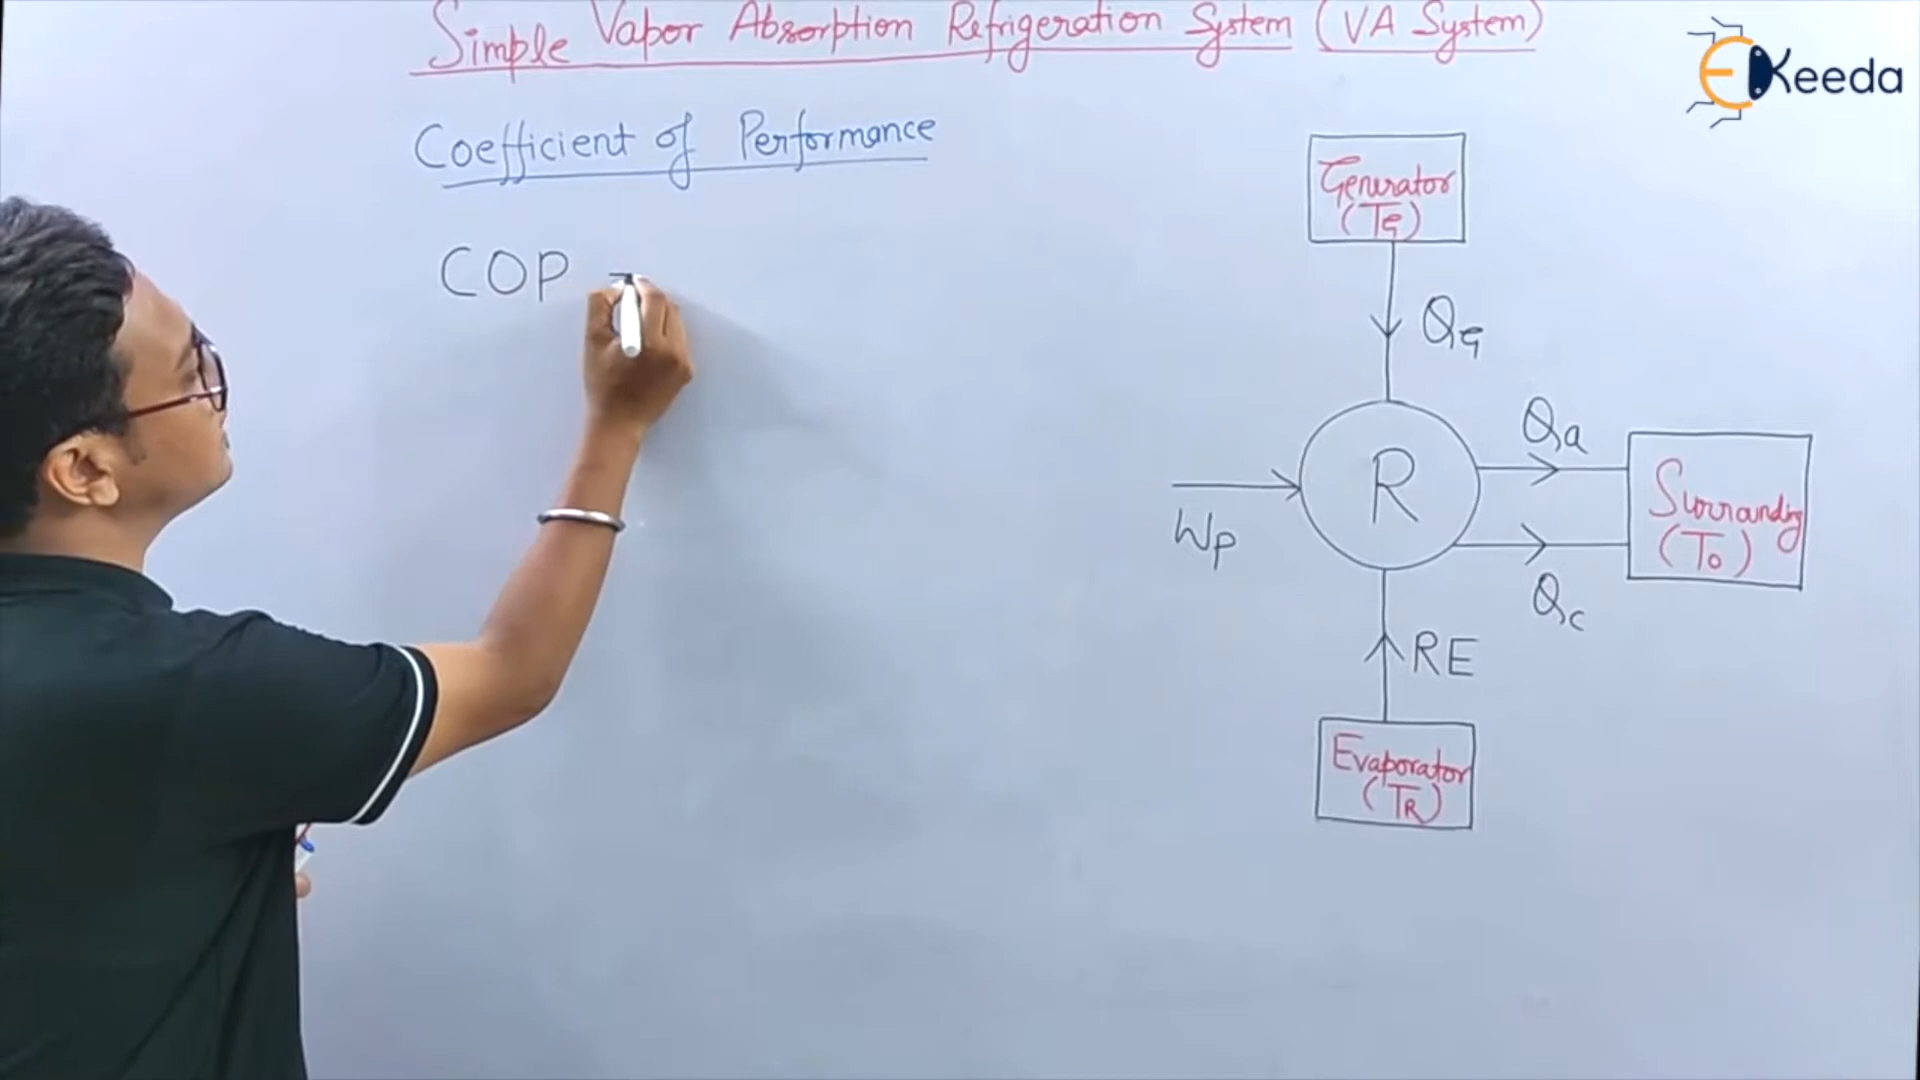 Simple Vapor Absorption Refrigeration System (VA System)
EKeeda
Coefficient of Performance
Generator
(TG)
COP =
QG
Qa
R
Surrounding
(To)
Wp
Qc
RE
Evaporator
(TR)